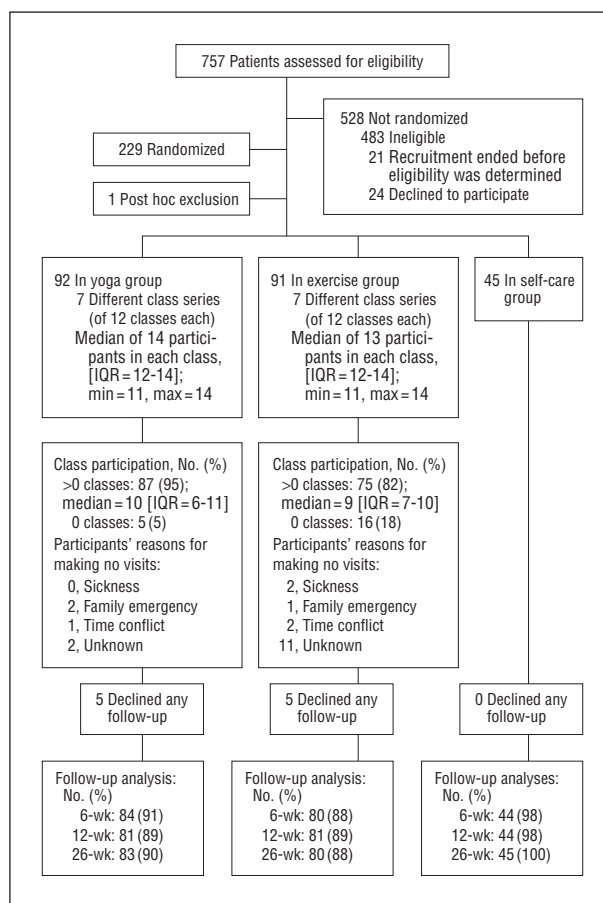 757 Patients assessed for eligibility
528 Not randomized
483 Ineligible
21 Recruitment ended before
eligibility was determined
24 Declined to participate
229 Randomized
1 Post hoc exclusion
92 In yoga group
7 Different class series
(of 12 classes each)
Median of 14 partici-
pants in each class,
[IQR=12-14];
min=11, max=14
91 In exercise group
7 Different class series
(of 12 classes each)
Median of 13 partici-
pants in each class,
[IQR=12-14];
min=11, max=14
45 In self-care
group
Class participation, No. (%)
>0 classes: 87 (95);
median=10 [IQR=6-11]
0 classes: 5 (5)
Participants' reasons for
making no visits:
0, Sickness
2, Family emergency
1, Time conflict
2, Unknown
Class participation, No. (%)
>0 classes: 75 (82);
median=9 [IQR=7-10]
0 classes: 16 (18)
Participants' reasons for
making no visits:
2, Sickness
1, Family emergency
2, Time conflict
11, Unknown
5 Declined any
follow-up
5 Declined any
follow-up
0 Declined any
follow-up
Follow-up analysis:
No. (%)
6-wk: 84 (91)
12-wk: 81 (89)
26-wk: 83 (90)
Follow-up analysis:
No. (%)
6-wk: 80 (88)
12-wk: 81 (89)
26-wk: 80 (88)
Follow-up analyses:
No. (%)
6-wk: 44 (98)
12-wk: 44 (98)
26-wk: 45 (100)